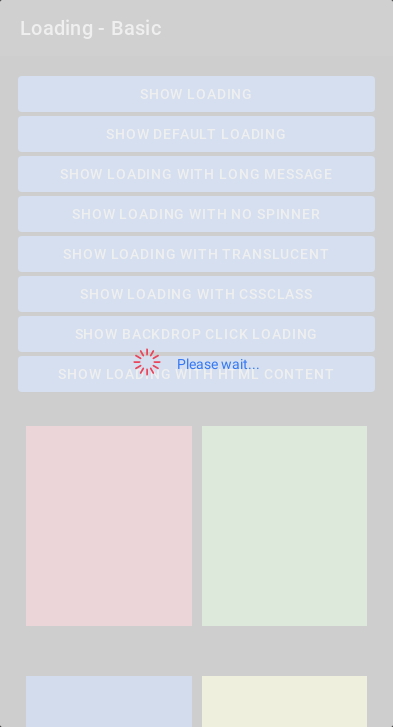 Loading - Basic
SHOW LOADING
SHOW DEFAULT LOADING
SHOW LOADING WITH LONG MESSAGE
SHOW LOADING WITH NO SPINNER
SHOW LOADING WITH TRANSLUCENT
SHOW LOADING WITH CSSCLASS
SHOW BACKDROP CLICK LOADING
Please wait...
SHOW LOADING WITH HTML CONTENT